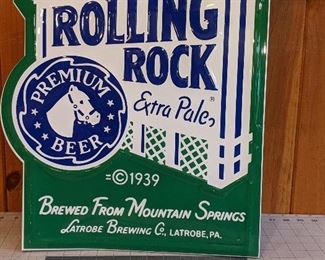 ROLLING
ROCK
Extra Pale
PREMIUM
BEER
=©1939
BREWED FROM MOUNTAIN SPRINGS
LATROBE BREWING CO., LATROBE, PA.